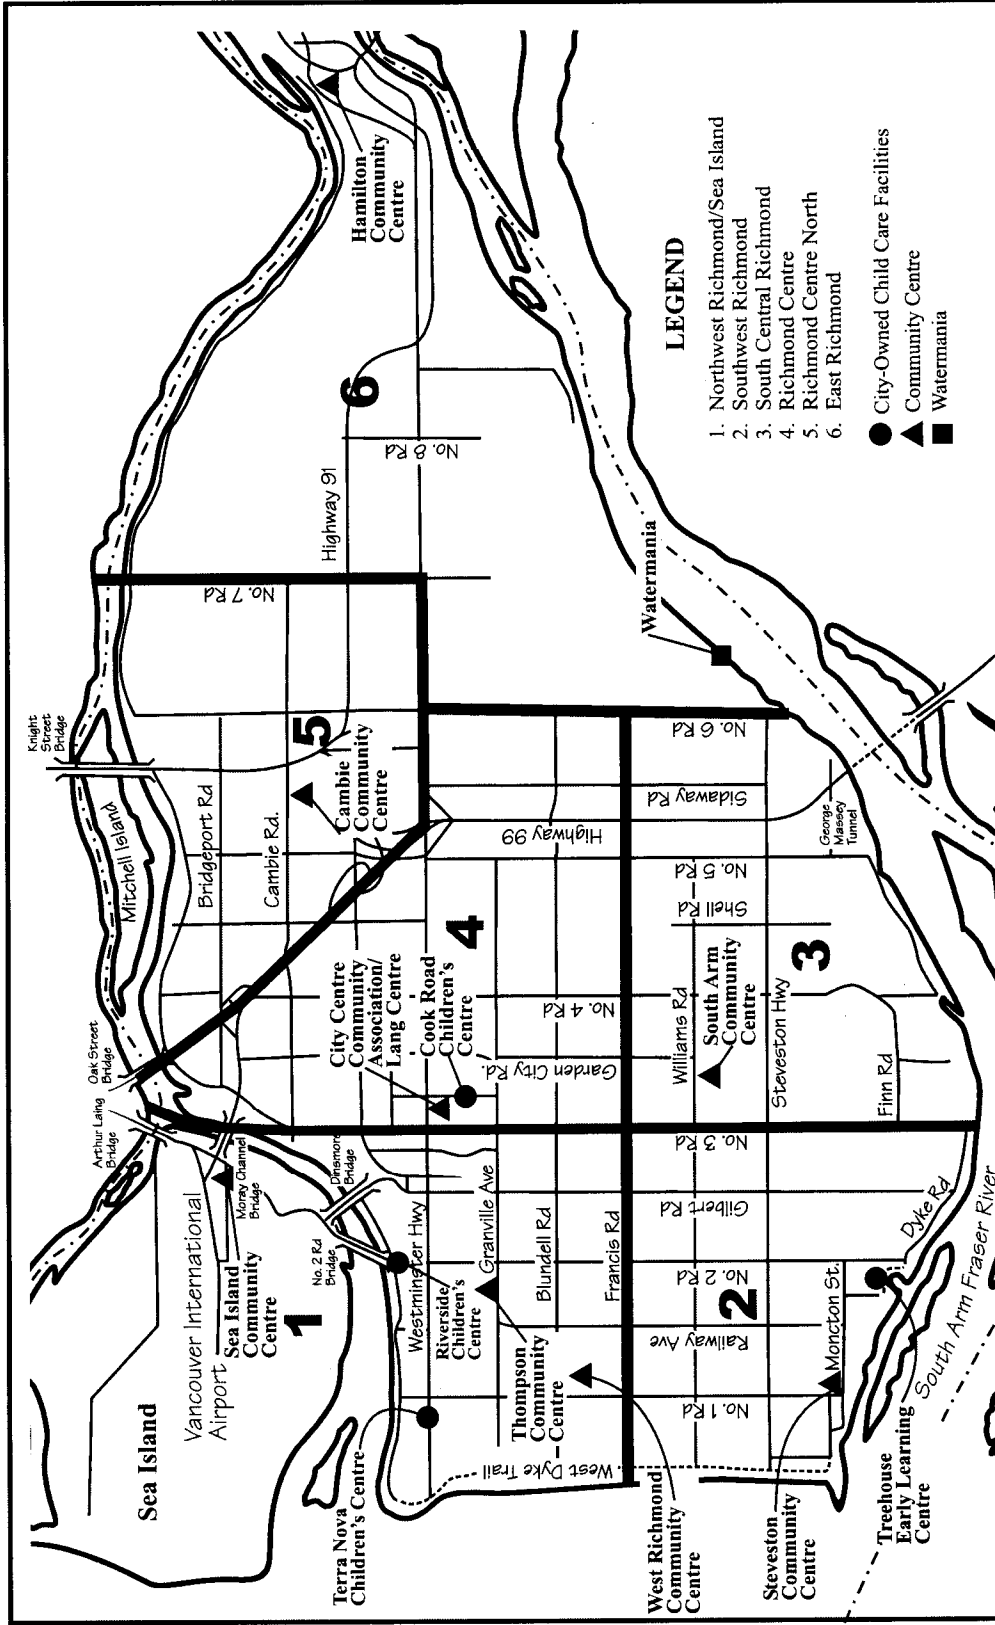 Sea Island
Vancouver International
Airport
Sea Island
Community
Centre
1
Arthur Laing
Bridge
Oak Street
Bridge
Moray Channel
Bridge
Dinsmore
Bridge
No. 2 Rd
Bridge
Mitchell Island
Knight
Street
Bridge
Bridgeport Rd
Cambie Rd.
5
Cambie
Community
Centre
No. 7 Rd
Highway 91
No. 8 Rd
6
Hamilton
Community
Centre
City Centre
Community
Association/
Lang Centre
Cook Road
Children's
Centre
4
Terra Nova
Children's Centre
Westminster Hwy
Riverside
Children's
Centre
Granville Ave
Thompson
Community
Centre
Blundell Rd
Francis Rd
West Dyke Trail
Garden City Rd.
No. 4 Rd
Highway 99
Sidaway Rd
No. 6 Rd
Watermania
West Richmond
Community
Centre
No. 1 Rd
Railway Ave
No. 2 Rd
Gilbert Rd
No. 3 Rd
2
Williams Rd
South Arm
Community
Centre
Shell Rd
No. 5 Rd
Steveston Hwy
3
George
Massey
Tunnel
Finn Rd
Steveston
Community
Centre
Moncton St.
Dyke Rd
Treehouse
Early Learning
Centre
South Arm Fraser River
LEGEND
1. Northwest Richmond/Sea Island
2. Southwest Richmond
3. South Central Richmond
4. Richmond Centre
5. Richmond Centre North
6. East Richmond
City-Owned Child Care Facilities
Community Centre
Watermania